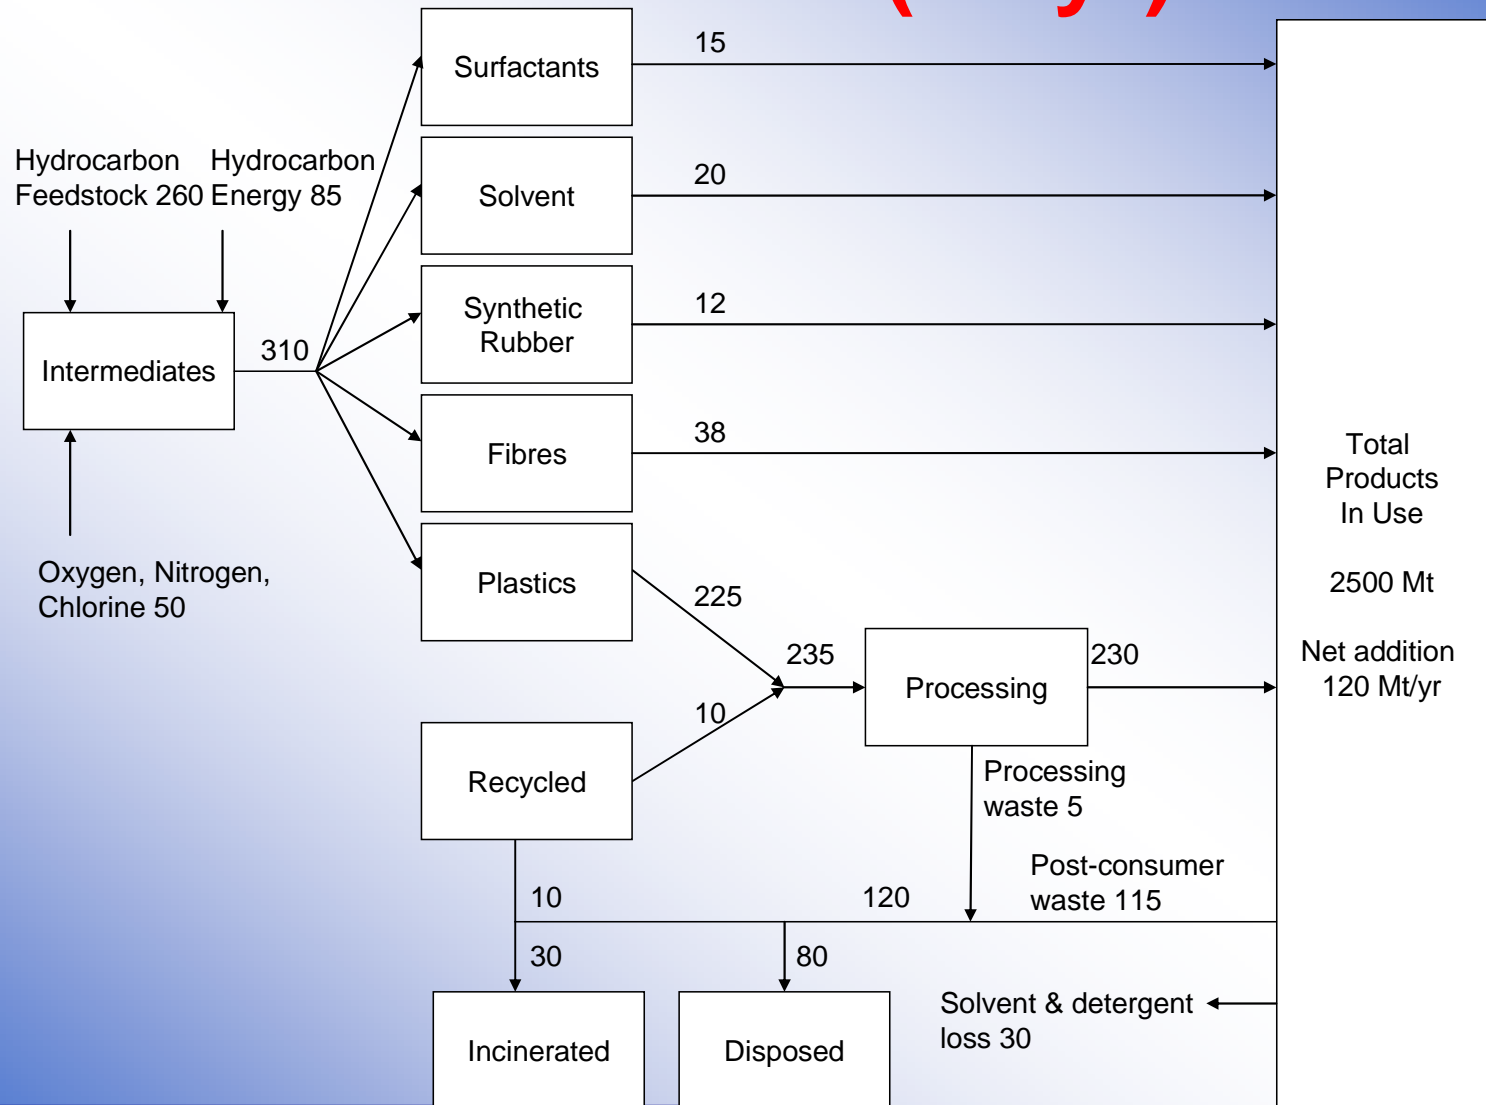 Surfactants
15
Hydrocarbon
Feedstock 260
Hydrocarbon
Energy 85
Solvent
20
Synthetic
Rubber
12
Intermediates
310
Fibres
38
Oxygen, Nitrogen,
Chlorine 50
Plastics
225
235
Processing
230
10
Recycled
Processing
waste 5
Post-consumer
waste 115
10
120
30
80
Solvent & detergent
loss 30
Incinerated
Disposed
Total
Products
In Use
2500 Mt
Net addition
120 Mt/yr